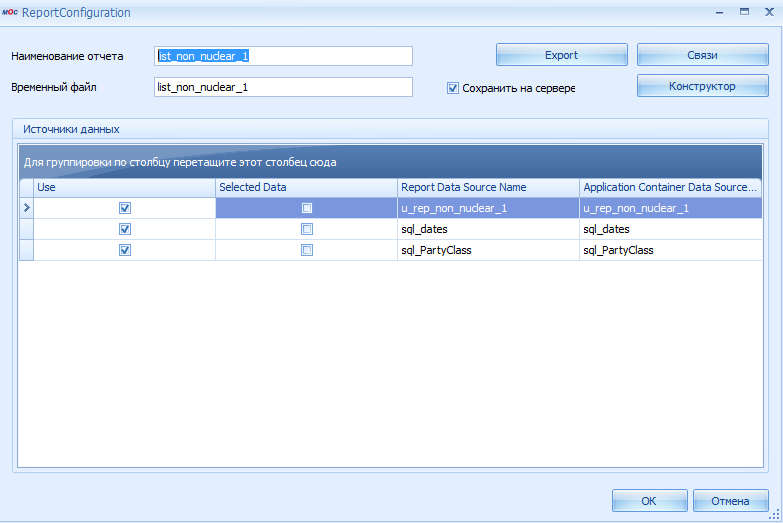 МОС ReportConfiguration
Наименование отчета list_non_nuclear_1 Export Связи
Временный файл list_non_nuclear_1 Сохранить на сервере Конструктор
Источники данных
Для группировки по столбцу перетащите этот столбец сюда
Use Selected Data Report Data Source Name Application Container Data Source...
u_rep_non_nuclear_1 u_rep_non_nuclear_1
sql_dates sql_dates
sql_PartyClass sql_PartyClass
OK Отмена